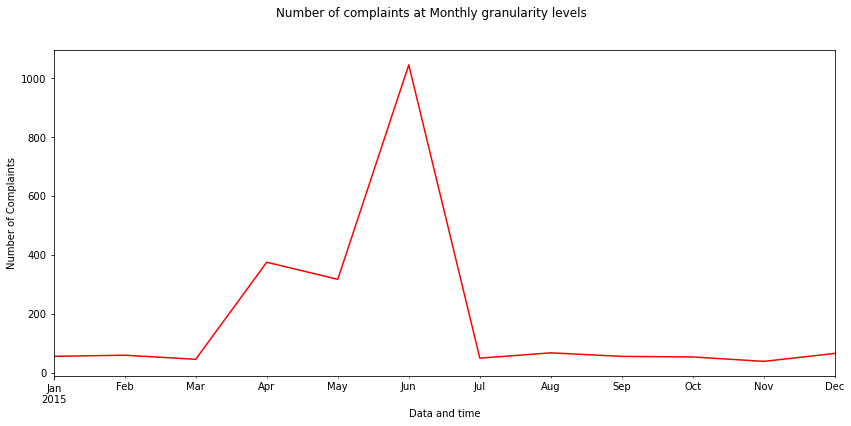 Number of complaints at Monthly granularity levels
Number of Complaints
1000
800
600
400
200
0
Jan Feb Mar Apr May Jun Jul Aug Sep Oct Nov Dec
2015
Data and time